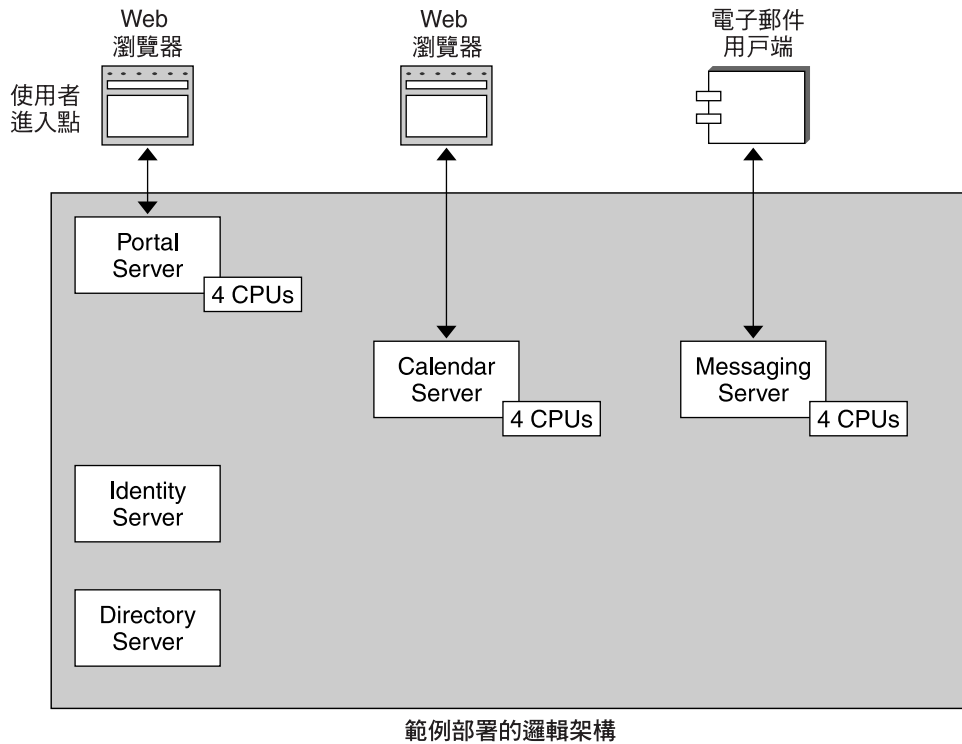 Web
瀏覽器
Web
瀏覽器
電子郵件
用戶端
使用者
進入點
Portal
Server
4 CPUs
Calendar
Server
4 CPUs
Messaging
Server
4 CPUs
Identity
Server
Directory
Server
範例部署的邏輯架構